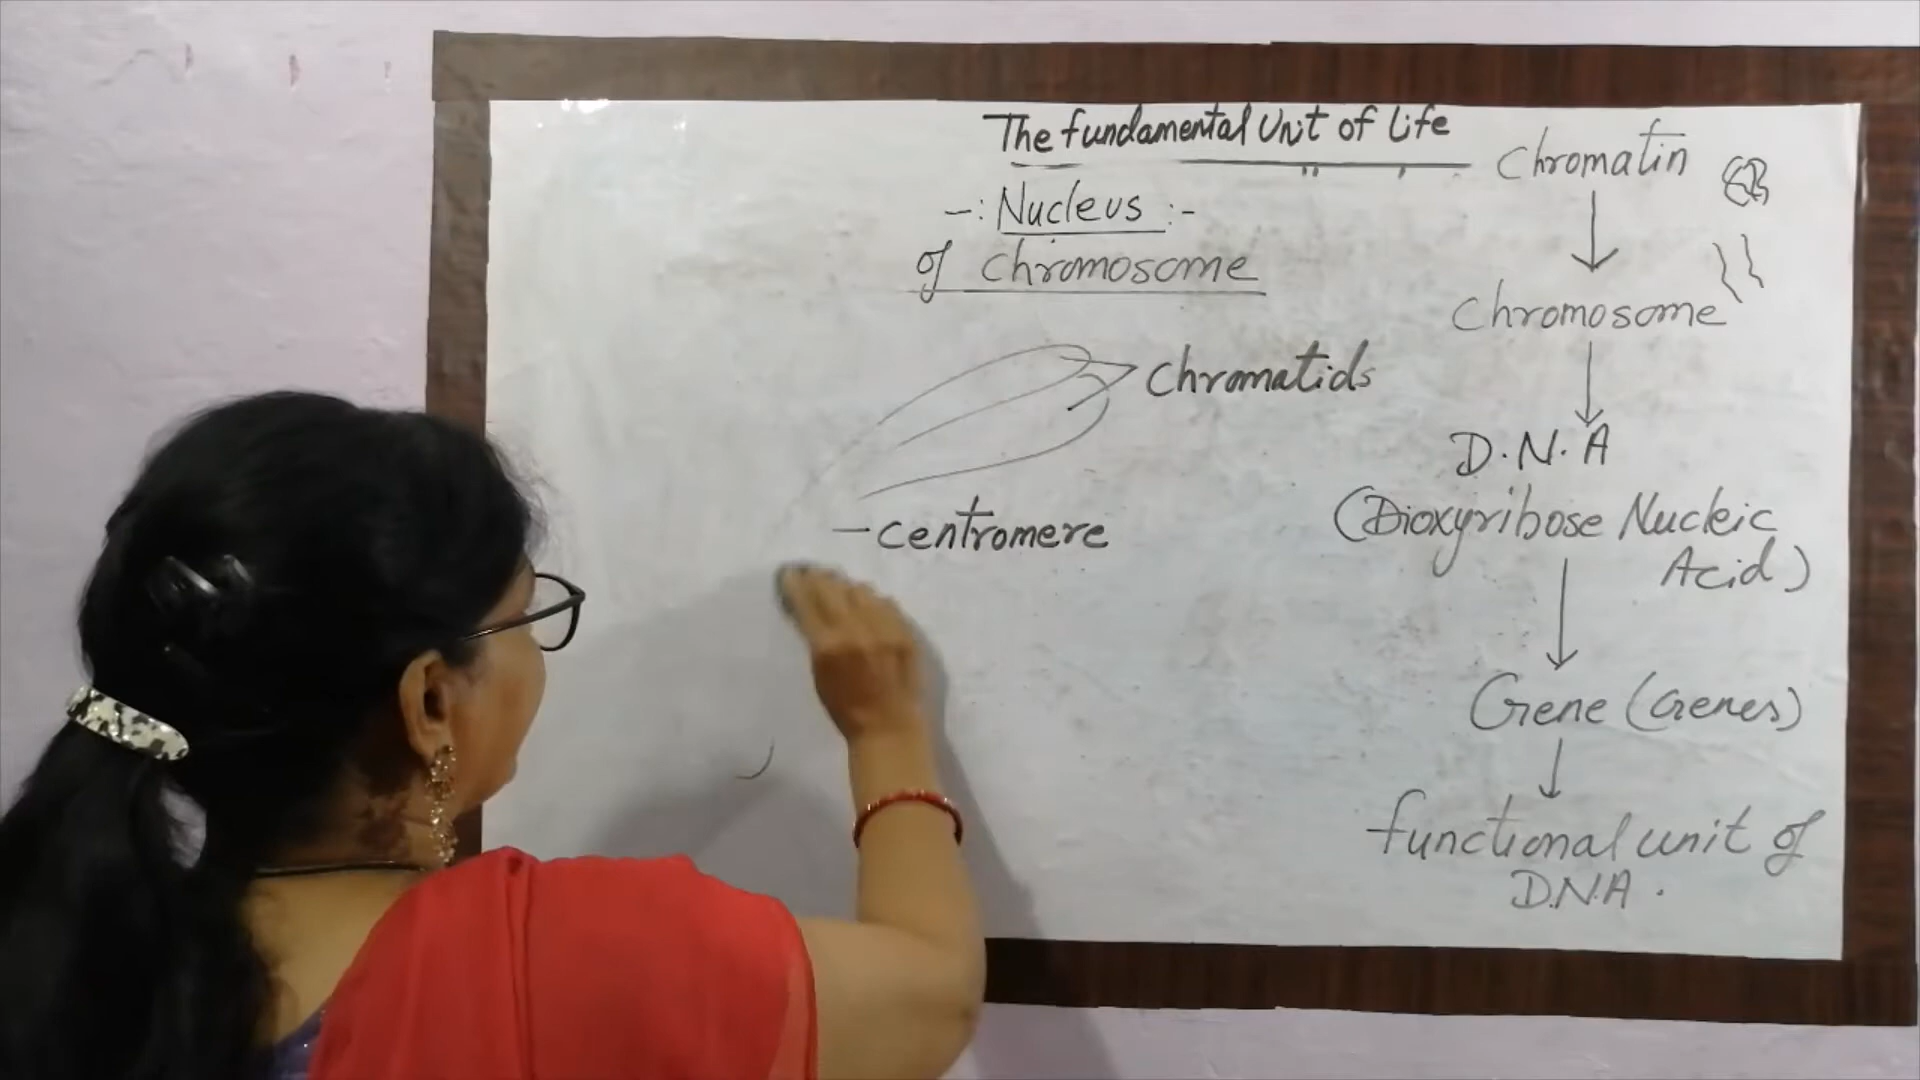 The fundamental Unit of Life
-: Nucleus :-
of chromosome
Chromatids
-centromere
Chromatin
Chromosome
D.N.A
(Dioxyribose Nucleic
Acid)
Gene (Genes)
functional unit of
D.N.A.